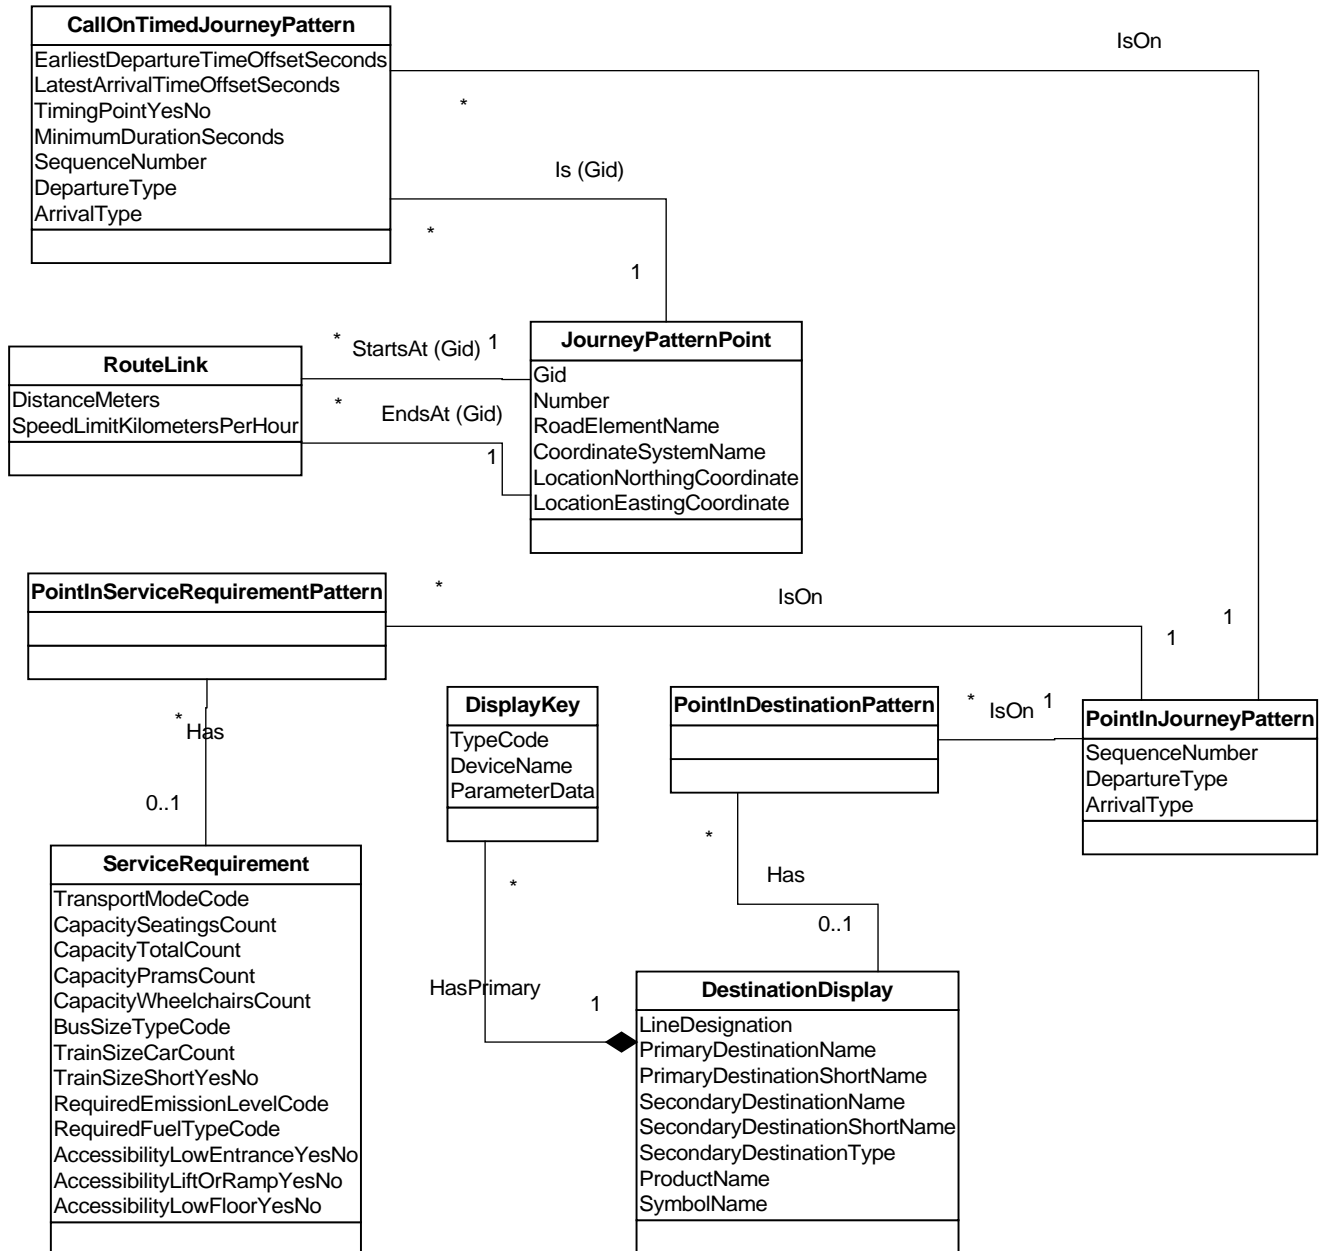 CallOnTimedJourneyPattern
EarliestDepartureTimeOffsetSeconds
LatestArrivalTimeOffsetSeconds
TimingPointYesNo
MinimumDurationSeconds
SequenceNumber
DepartureType
ArrivalType
IsOn
*
Is (Gid)
*
1
RouteLink
DistanceMeters
SpeedLimitKilometersPerHour
* StartsAt (Gid) 1
* EndsAt (Gid)
1
JourneyPatternPoint
Gid
Number
RoadElementName
CoordinateSystemName
LocationNorthingCoordinate
LocationEastingCoordinate
PointInServiceRequirementPattern
*
IsOn
1
1
*
Has
0..1
DisplayKey
TypeCode
DeviceName
ParameterData
PointInDestinationPattern
* IsOn 1
PointInJourneyPattern
SequenceNumber
DepartureType
ArrivalType
ServiceRequirement
TransportModeCode
CapacitySeatingsCount
CapacityTotalCount
CapacityPramsCount
CapacityWheelchairsCount
BusSizeTypeCode
TrainSizeCarCount
TrainSizeShortYesNo
RequiredEmissionLevelCode
RequiredFuelTypeCode
AccessibilityLowEntranceYesNo
AccessibilityLiftOrRampYesNo
AccessibilityLowFloorYesNo
*
HasPrimary
1
*
Has
0..1
DestinationDisplay
LineDesignation
PrimaryDestinationName
PrimaryDestinationShortName
SecondaryDestinationName
SecondaryDestinationShortName
SecondaryDestinationType
ProductName
SymbolName